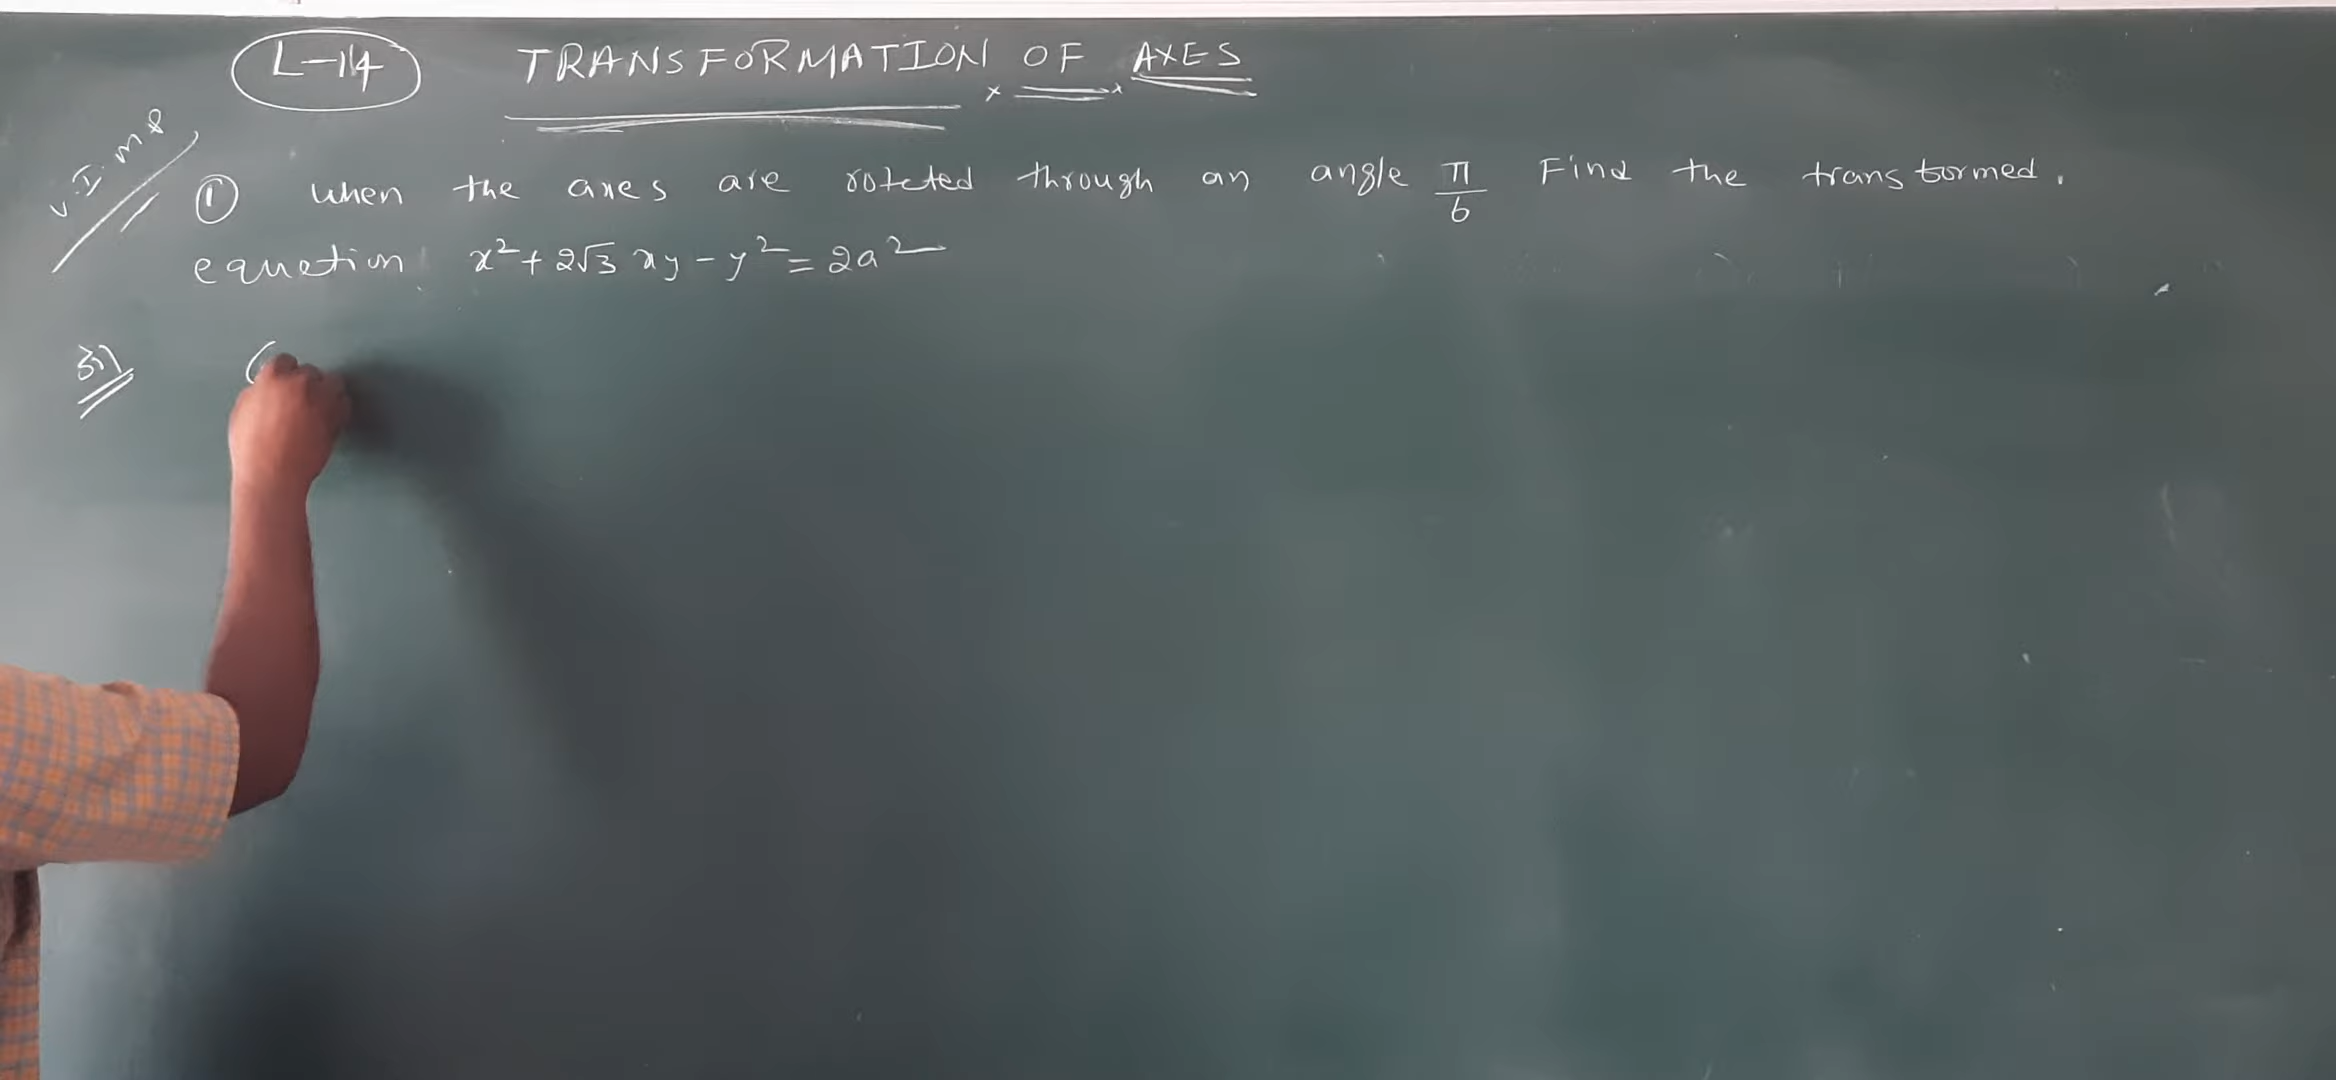 L-14 TRANSFORMATION OF AXES
V.I.m Q
① when the axes are rotated through an angle π/6 Find the transformed.
equation x²+2√3 xy-y²=2a²
(